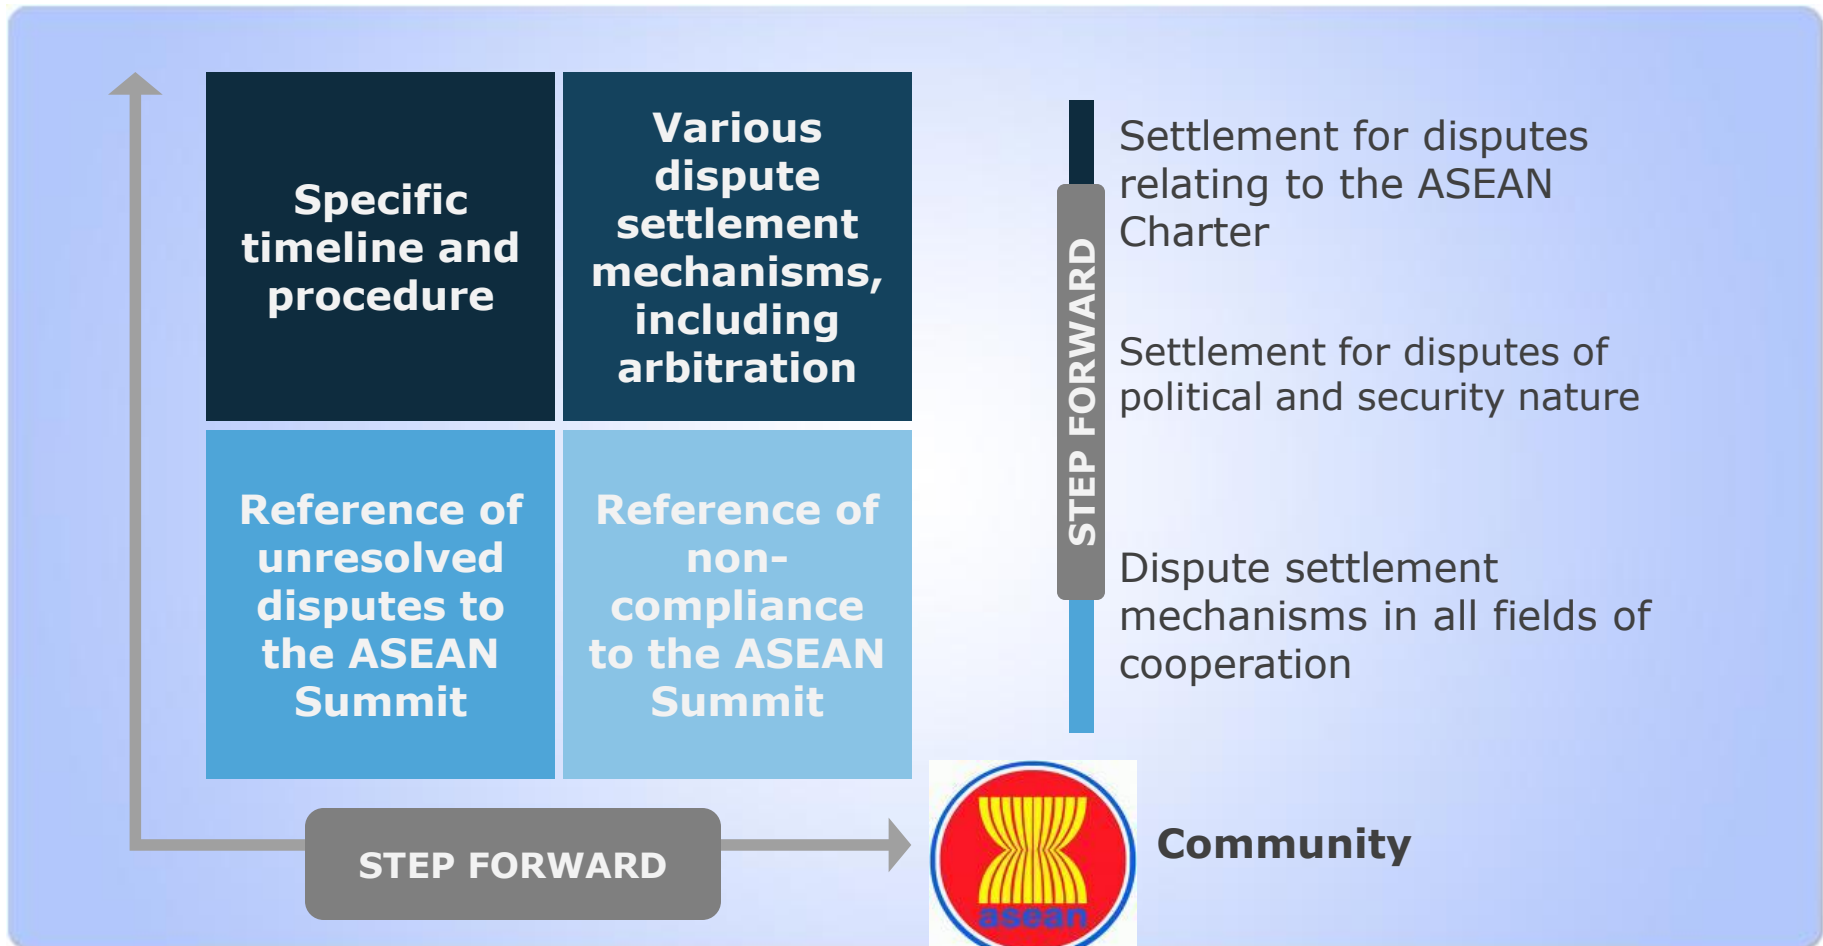 Specific
timeline and
procedure
Various
dispute
settlement
mechanisms,
including
arbitration
Reference of
unresolved
disputes to
the ASEAN
Summit
Reference of
non-
compliance
to the ASEAN
Summit
STEP FORWARD
STEP FORWARD
Settlement for disputes
relating to the ASEAN
Charter
Settlement for disputes of
political and security nature
Dispute settlement
mechanisms in all fields of
cooperation
asean
Community